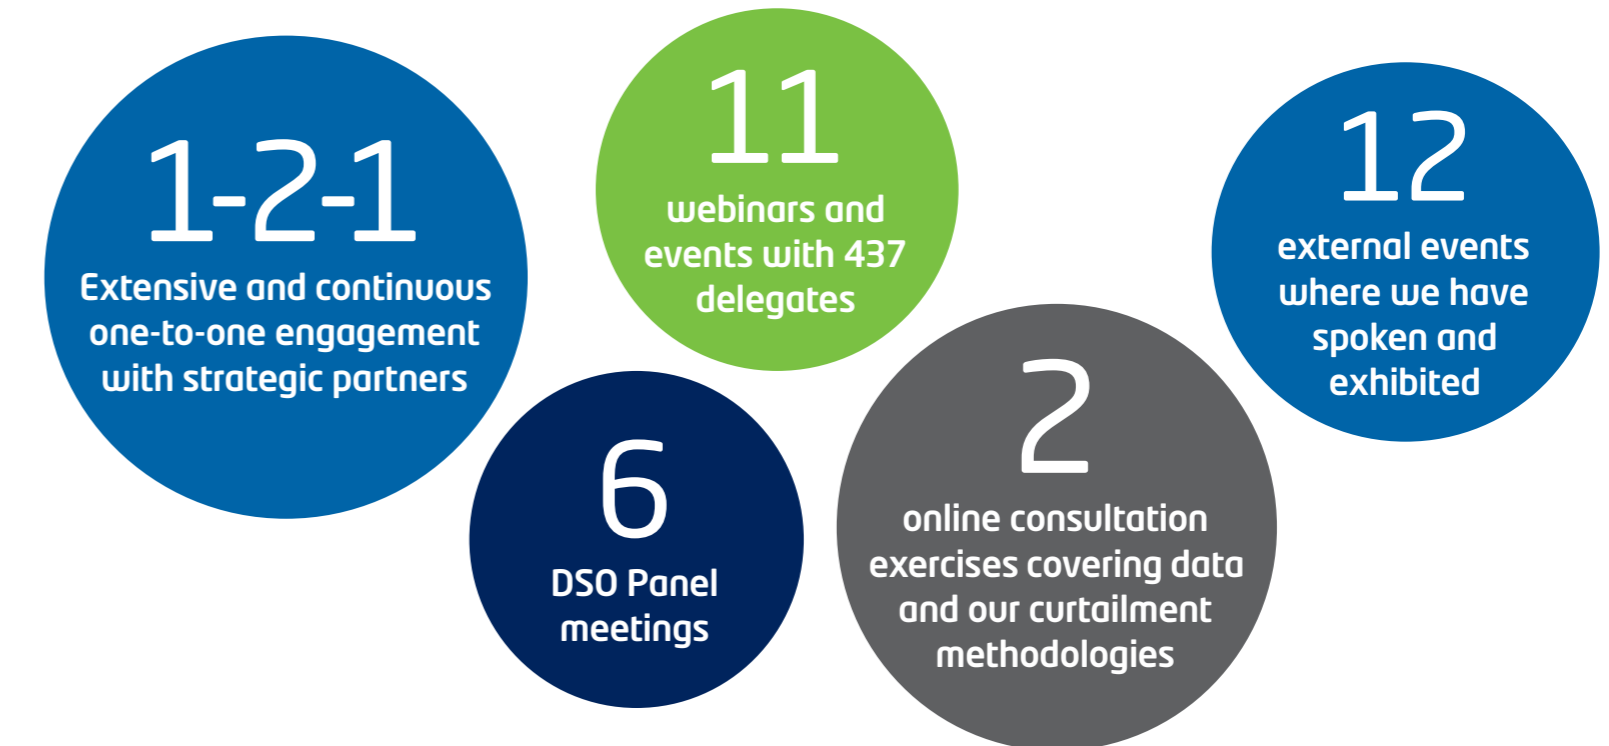 1-2-1
Extensive and continuous
one-to-one engagement
with strategic partners
11
webinars and
events with 437
delegates
12
external events
where we have
spoken and
exhibited
6
DSO Panel
meetings
2
online consultation
exercises covering data
and our curtailment
methodologies